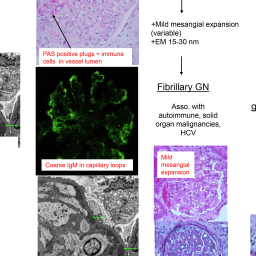 PAS positive plugs + immune
cells in vessel lumen
Coarse IgM in capillary loops
+Mild mesangial expansion
(variable)
+EM 15-30 nm
Fibrillary GN
Asso. with
autoimmune, solid
organ malignancies,
HCV
Mild
mesangial
expansion
g